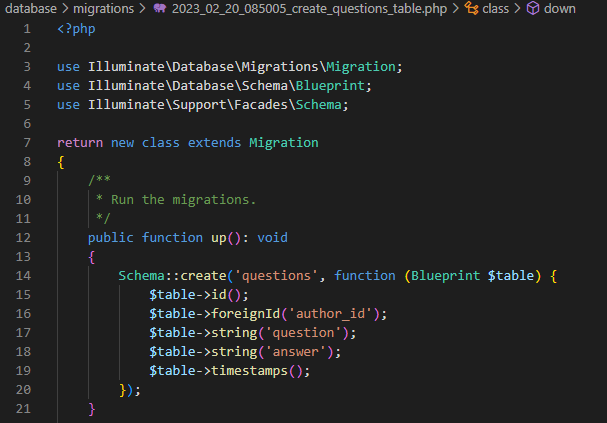 database > migrations > 2023_02_20_085005_create_questions_table.php > class > down
1 <?php
2
3 use Illuminate\Database\Migrations\Migration;
4 use Illuminate\Database\Schema\Blueprint;
5 use Illuminate\Support\Facades\Schema;
6
7 return new class extends Migration
8 {
9     /**
10      * Run the migrations.
11      */
12     public function up(): void
13     {
14         Schema::create('questions', function (Blueprint $table) {
15             $table->id();
16             $table->foreignId('author_id');
17             $table->string('question');
18             $table->string('answer');
19             $table->timestamps();
20         });
21     }